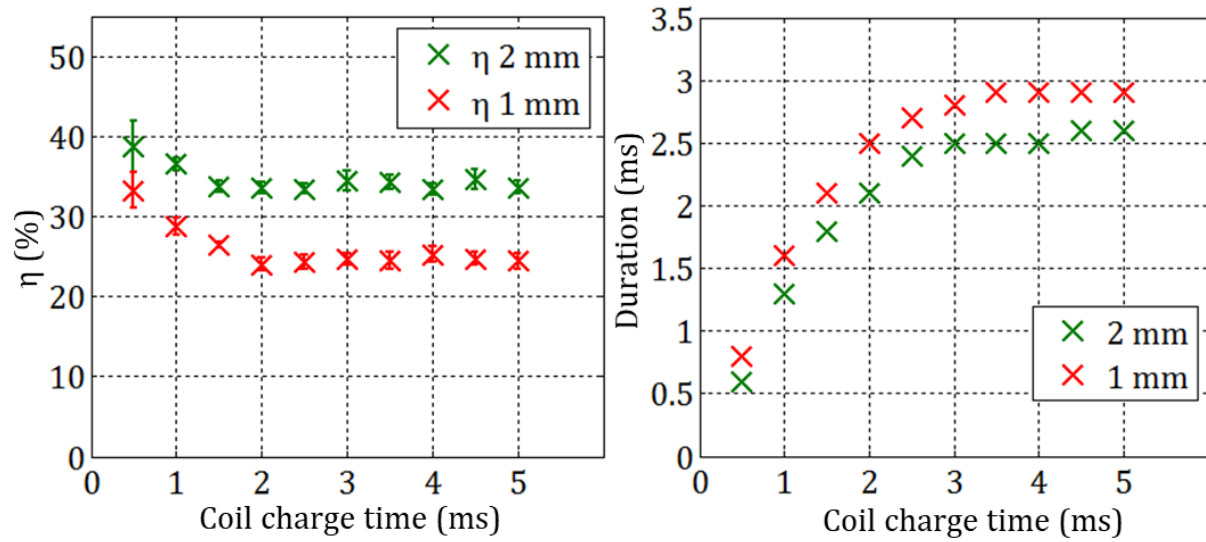 50
40
30
20
10
0
η (%)
η 2 mm
η 1 mm
0 1 2 3 4 5
Coil charge time (ms)
3.5
3
2.5
2
1.5
1
0.5
0
Duration (ms)
2 mm
1 mm
0 1 2 3 4 5
Coil charge time (ms)